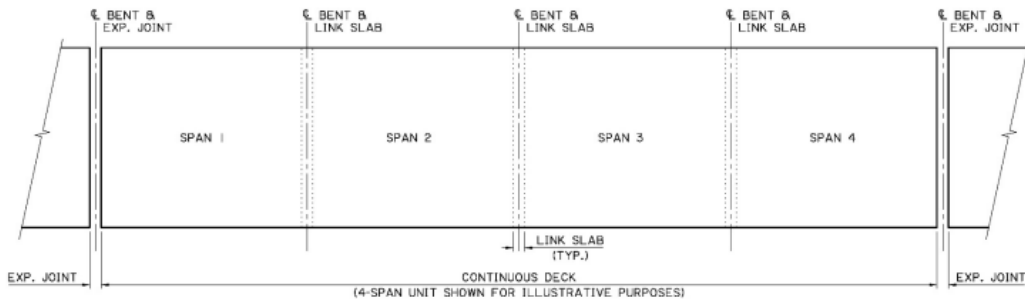 ℄ BENT &
EXP. JOINT
℄ BENT &
LINK SLAB
℄ BENT &
LINK SLAB
℄ BENT &
LINK SLAB
℄ BENT &
EXP. JOINT
SPAN 1
SPAN 2
SPAN 3
SPAN 4
LINK SLAB
(TYP.)
EXP. JOINT
CONTINUOUS DECK
(4-SPAN UNIT SHOWN FOR ILLUSTRATIVE PURPOSES)
EXP. JOINT